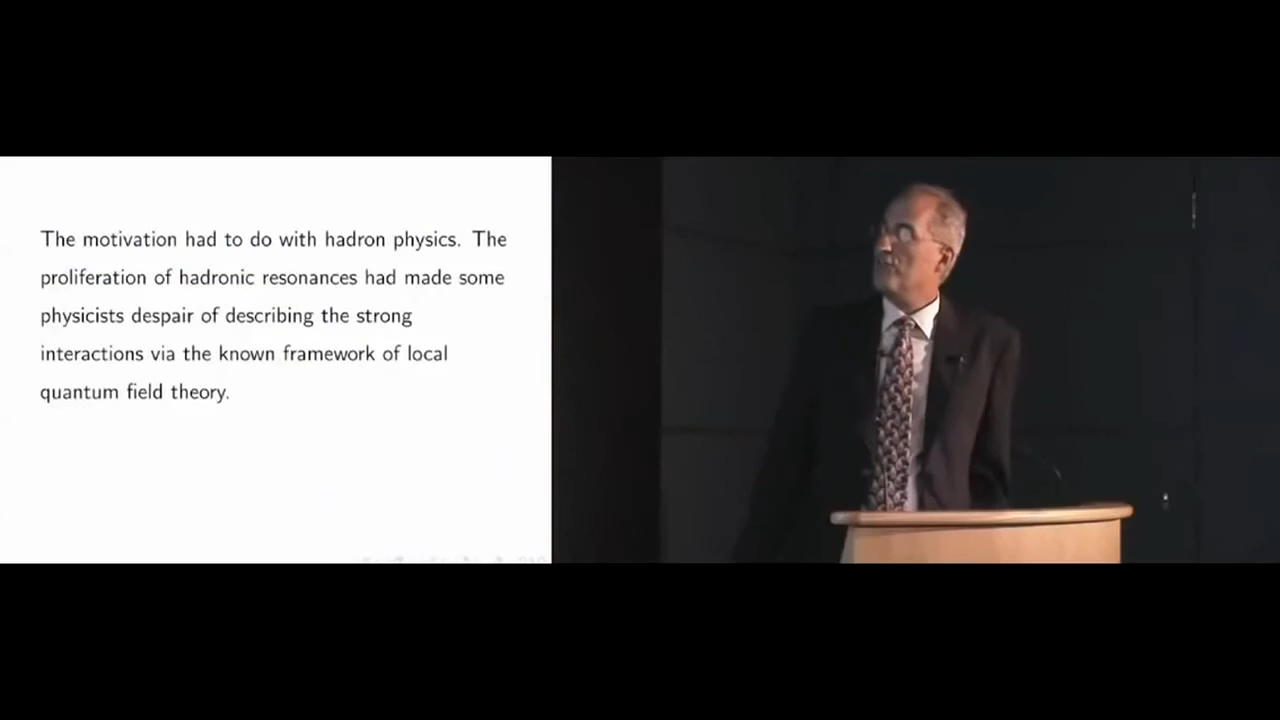 The motivation had to do with hadron physics. The
proliferation of hadronic resonances had made some
physicists despair of describing the strong
interactions via the known framework of local
quantum field theory.